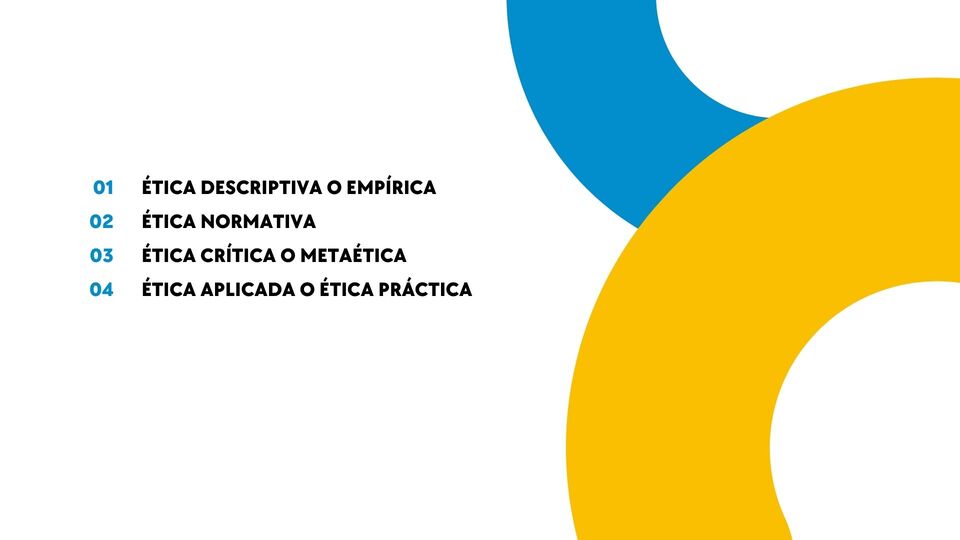 01 ÉTICA DESCRIPTIVA O EMPÍRICA
02 ÉTICA NORMATIVA
03 ÉTICA CRÍTICA O METAÉTICA
04 ÉTICA APLICADA O ÉTICA PRÁCTICA